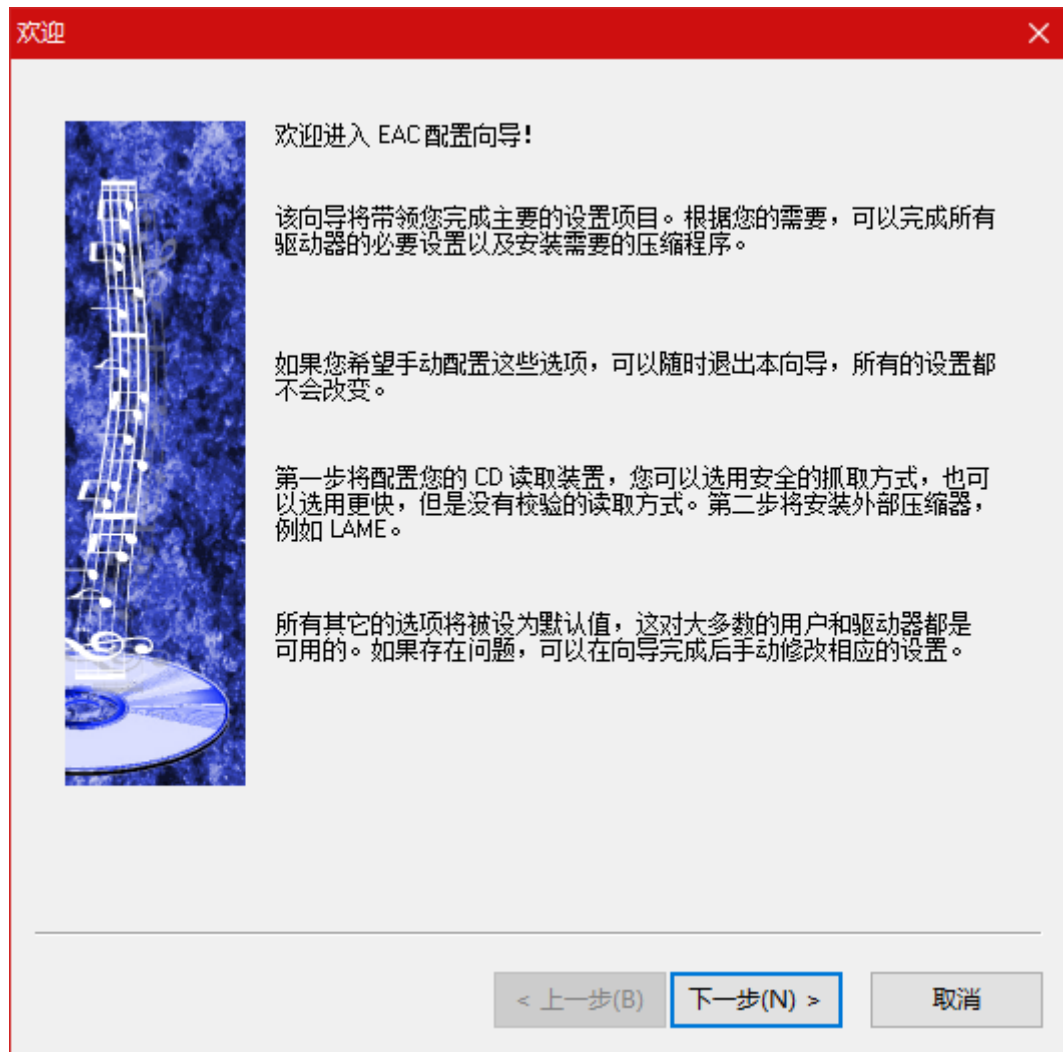 欢迎
欢迎进入 EAC 配置向导!
该向导将带领您完成主要的设置项目。根据您的需要，可以完成所有
驱动器的必要设置以及安装需要的压缩程序。
如果您希望手动配置这些选项，可以随时退出本向导，所有的设置都
不会改变。
第一步将配置您的 CD 读取装置，您可以选用安全的抓取方式，也可
以选用更快，但是没有校验的读取方式。第二步将安装外部压缩器，
例如 LAME。
所有其它的选项将被设为默认值，这对大多数的用户和驱动器都是
可用的。如果存在问题，可以在向导完成后手动修改相应的设置。
< 上一步(B)
下一步(N) >
取消